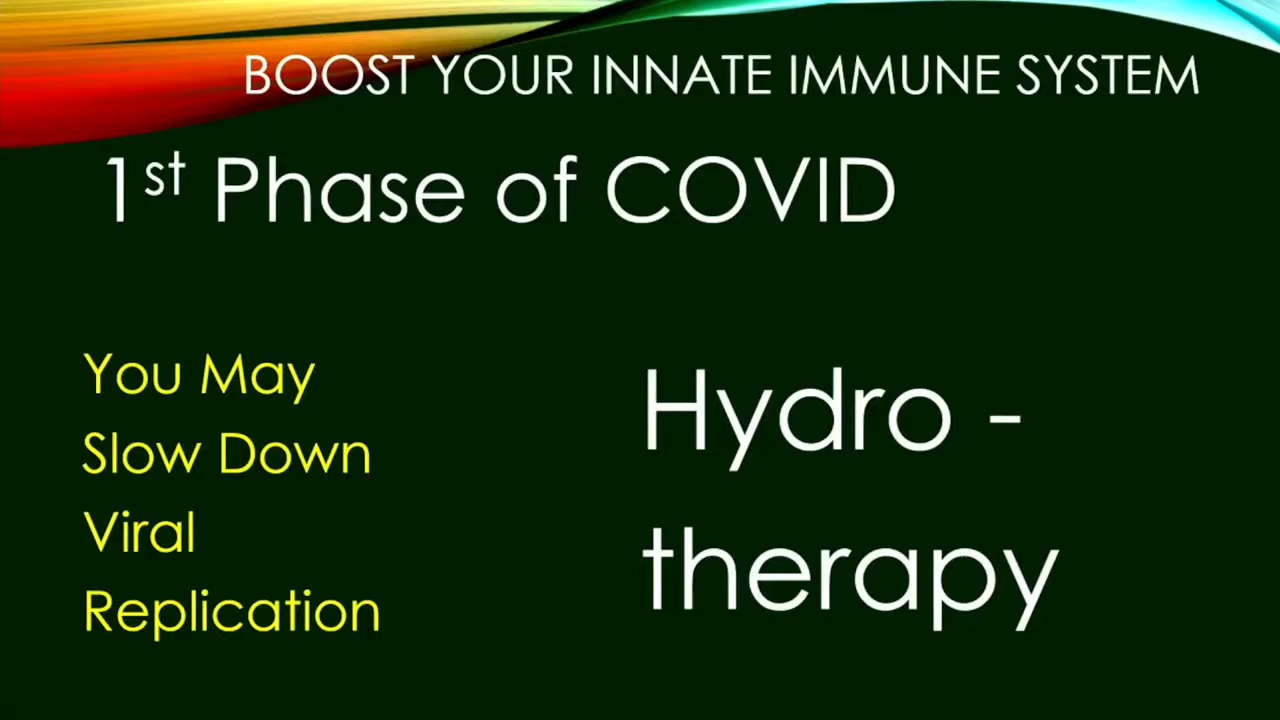 BOOST YOUR INNATE IMMUNE SYSTEM
1st Phase of COVID
You May
Slow Down
Viral
Replication
Hydro -
therapy